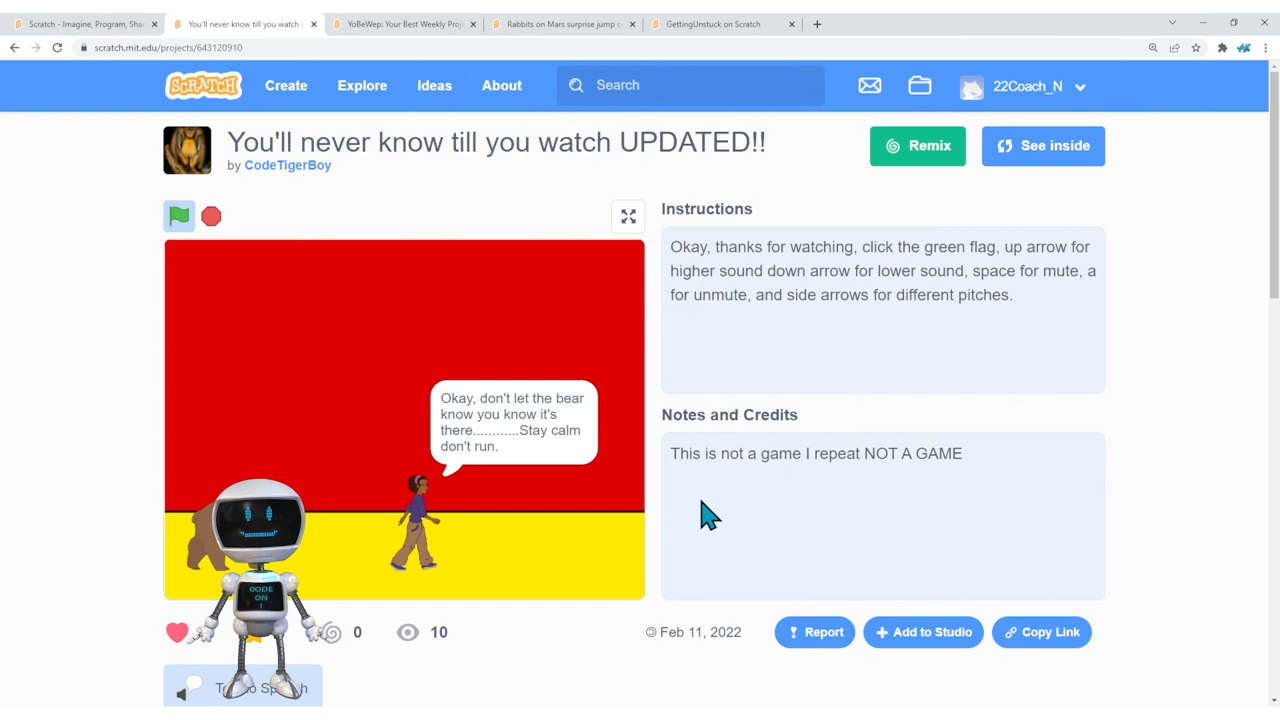 Scratch - Imagine, Program, Shar
You'll never know till you watch
YoBeWep: Your Best Weekly Proje
Rabbits on Mars surprise jump o
GettingUnstuck on Scratch
scratch.mit.edu/projects/643120910
SCRATCH
Create
Explore
Ideas
About
Search
22Coach_N
You'll never know till you watch UPDATED!!
by CodeTigerBoy
Remix
See inside
Instructions
Okay, thanks for watching, click the green flag, up arrow for
higher sound down arrow for lower sound, space for mute, a
for unmute, and side arrows for different pitches.
Okay, don't let the bear
know you know it's
there............Stay calm
don't run.
Notes and Credits
This is not a game I repeat NOT A GAME
CODE
ON
!
0
10
Feb 11, 2022
Report
Add to Studio
Copy Link